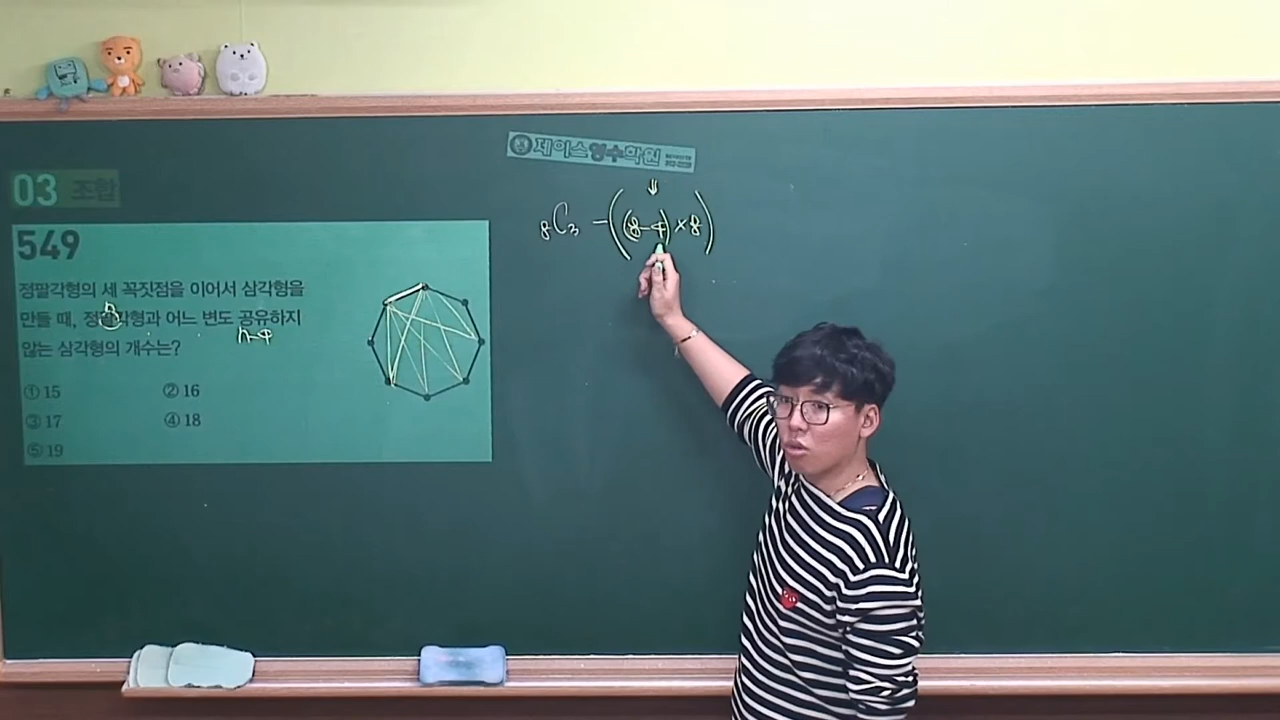 제이스영수학원
03 조합
₈C₃ - ((8-4)×8)
549
정팔각형의 세 꼭짓점을 이어서 삼각형을
만들 때, 정팔각형과 어느 변도 공유하지
n
n-4
않는 삼각형의 개수는?
① 15 ② 16
③ 17 ④ 18
⑤ 19